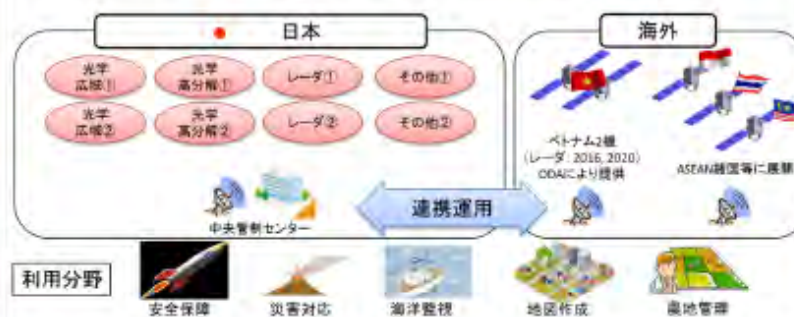 日本
海外
光学
広域①
光学
高分解①
レーダ①
その他①
光学
広域②
光学
高分解②
レーダ②
その他②
ベトナム2機
(レーダ: 2016, 2020)
ODAにより提供
ASEAN諸国等に展開
中央管制センター
連携運用
利用分野
安全保障
災害対応
海洋監視
地図作成
農地管理